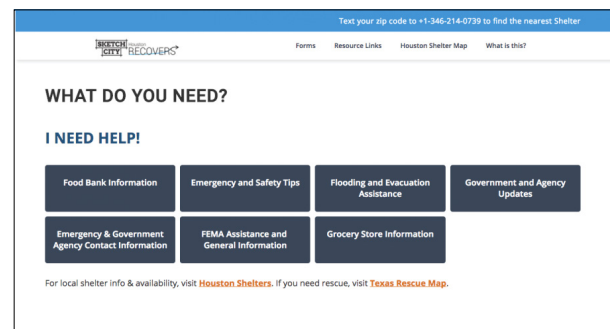 Text your zip code to +1-346-214-0739 to find the nearest Shelter
SKETCH CITY Houston RECOVERS
Forms Resource Links Houston Shelter Map What is this?
WHAT DO YOU NEED?
I NEED HELP!
Food Bank Information
Emergency and Safety Tips
Flooding and Evacuation
Assistance
Government and Agency
Updates
Emergency & Government
Agency Contact Information
FEMA Assistance and
General Information
Grocery Store Information
For local shelter info & availability, visit Houston Shelters. If you need rescue, visit Texas Rescue Map.